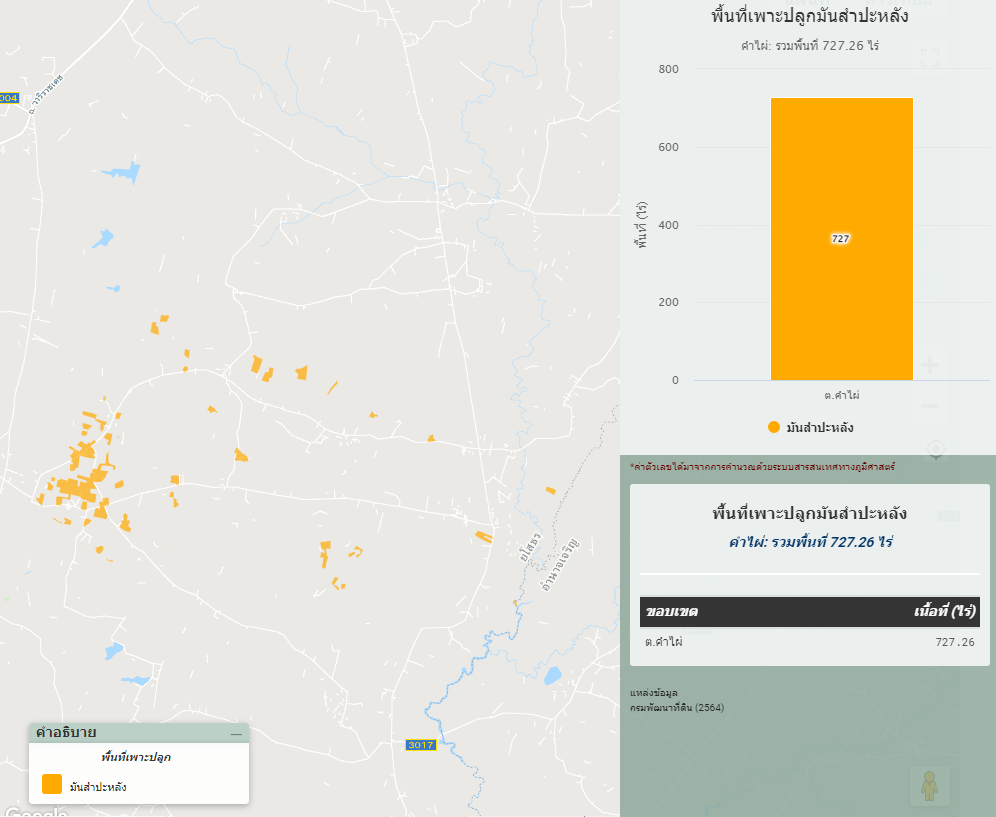 004
ถ. วารีราชเดช
ยโสธร
อำนาจเจริญ
3017
คำอธิบาย
พื้นที่เพาะปลูก
มันสำปะหลัง
Google
พื้นที่เพาะปลูกมันสำปะหลัง
คำไผ่: รวมพื้นที่ 727.26 ไร่
พื้นที่ (ไร่)
800
600
400
200
0
727
ต.คำไผ่
มันสำปะหลัง
*ค่าตัวเลขได้มาจากการคำนวณด้วยระบบสารสนเทศทางภูมิศาสตร์
พื้นที่เพาะปลูกมันสำปะหลัง
คำไผ่: รวมพื้นที่ 727.26 ไร่
ขอบเขต เนื้อที่ (ไร่)
ต.คำไผ่ 727.26
แหล่งข้อมูล
กรมพัฒนาที่ดิน (2564)